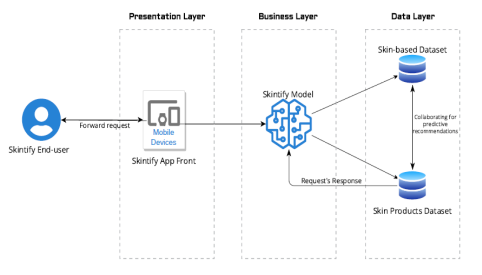 Presentation Layer
Business Layer
Data Layer
Skin-based Dataset
Skintify Model
Collaborating for
predictive
recommendations
Forward request
Mobile
Devices
Skintify End-user
Skintify App Front
Request's Response
Skin Products Dataset